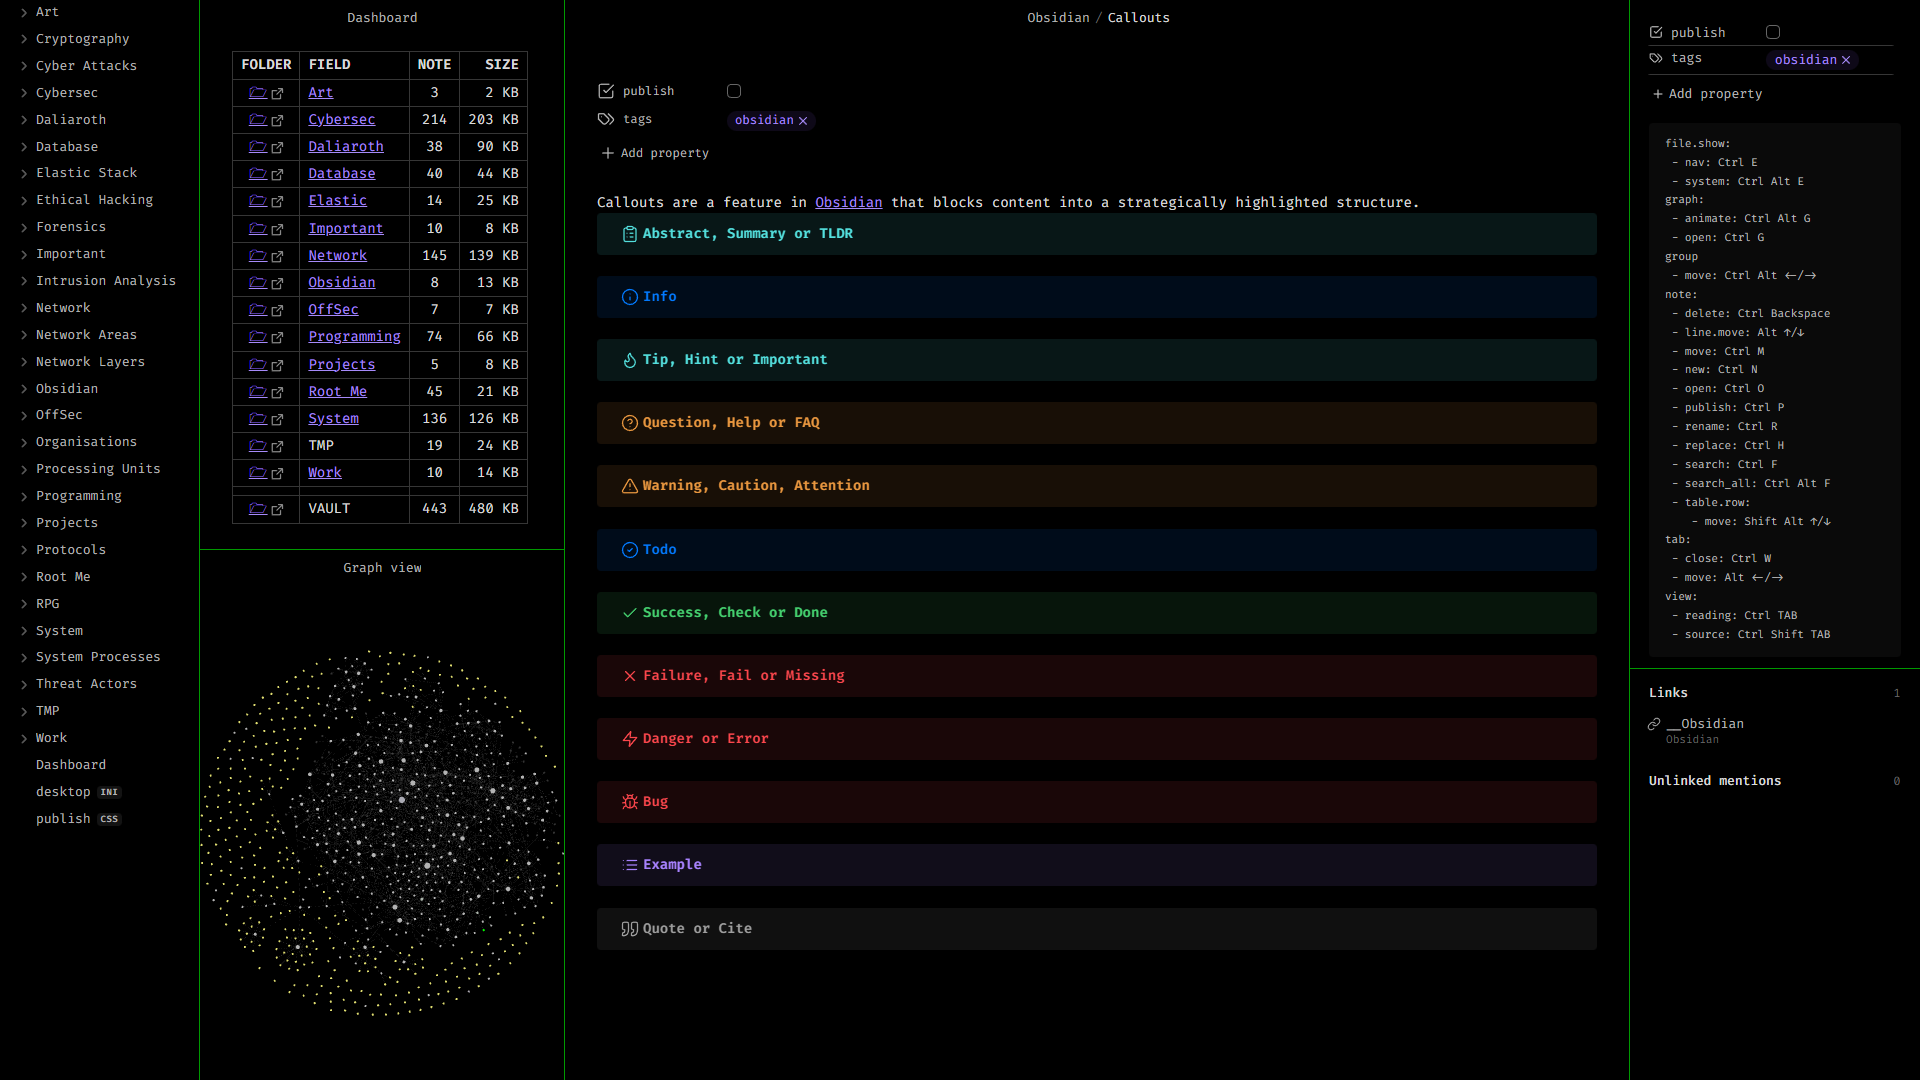 Art
Cryptography
Cyber Attacks
Cybersec
Daliaroth
Database
Elastic Stack
Ethical Hacking
Forensics
Important
Intrusion Analysis
Network
Network Areas
Network Layers
Obsidian
OffSec
Organisations
Processing Units
Programming
Projects
Protocols
Root Me
RPG
System
System Processes
Threat Actors
TMP
Work
Dashboard
desktop INI
publish CSS
Dashboard
FOLDER FIELD NOTE SIZE
Art 3 2 KB
Cybersec 214 203 KB
Daliaroth 38 90 KB
Database 40 44 KB
Elastic 14 25 KB
Important 10 8 KB
Network 145 139 KB
Obsidian 8 13 KB
OffSec 7 7 KB
Programming 74 66 KB
Projects 5 8 KB
Root Me 45 21 KB
System 136 126 KB
TMP 19 24 KB
Work 10 14 KB
VAULT 443 480 KB
Graph view
Obsidian / Callouts
publish
tags obsidian ×
+ Add property
Callouts are a feature in Obsidian that blocks content into a strategically highlighted structure.
Abstract, Summary or TLDR
Info
Tip, Hint or Important
Question, Help or FAQ
Warning, Caution, Attention
Todo
Success, Check or Done
Failure, Fail or Missing
Danger or Error
Bug
Example
Quote or Cite
publish
tags obsidian ×
+ Add property
file.show:
- nav: Ctrl E
- system: Ctrl Alt E
graph:
- animate: Ctrl Alt G
- open: Ctrl G
group
- move: Ctrl Alt ←/→
note:
- delete: Ctrl Backspace
- line.move: Alt ↑/↓
- move: Ctrl M
- new: Ctrl N
- open: Ctrl O
- publish: Ctrl P
- rename: Ctrl R
- replace: Ctrl H
- search: Ctrl F
- search_all: Ctrl Alt F
- table.row:
- move: Shift Alt ↑/↓
tab:
- close: Ctrl W
- move: Alt ←/→
view:
- reading: Ctrl TAB
- source: Ctrl Shift TAB
Links 1
__Obsidian
Obsidian
Unlinked mentions 0